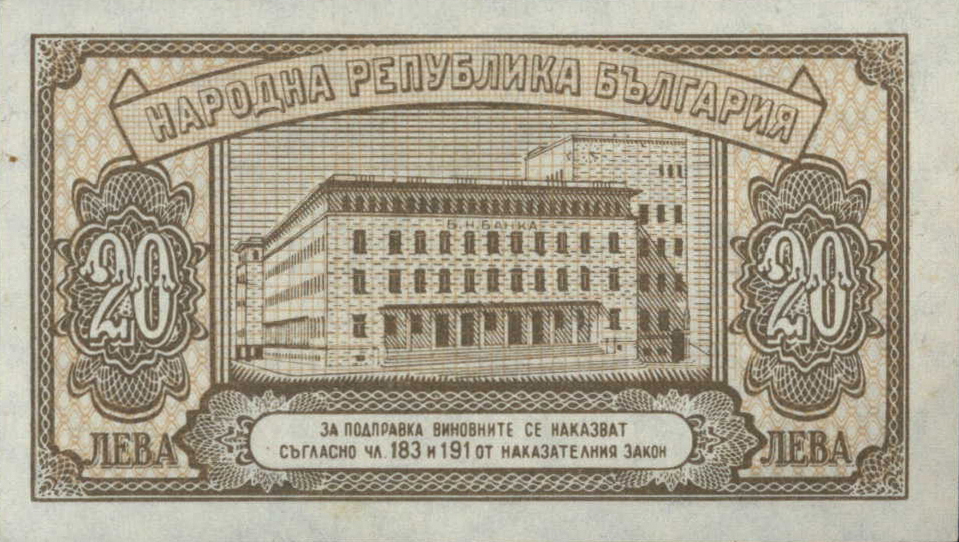 НАРОДНА РЕПУБЛИКА БЪЛГАРИЯ
Б.Н.БАНКА
20
20
ЛЕВА
ЛЕВА
ЗА ПОДПРАВКА ВИНОВНИТЕ СЕ НАКАЗВАТ
СЪГЛАСНО ЧЛ. 183 И 191 ОТ НАКАЗАТЕЛНИЯ ЗАКОН